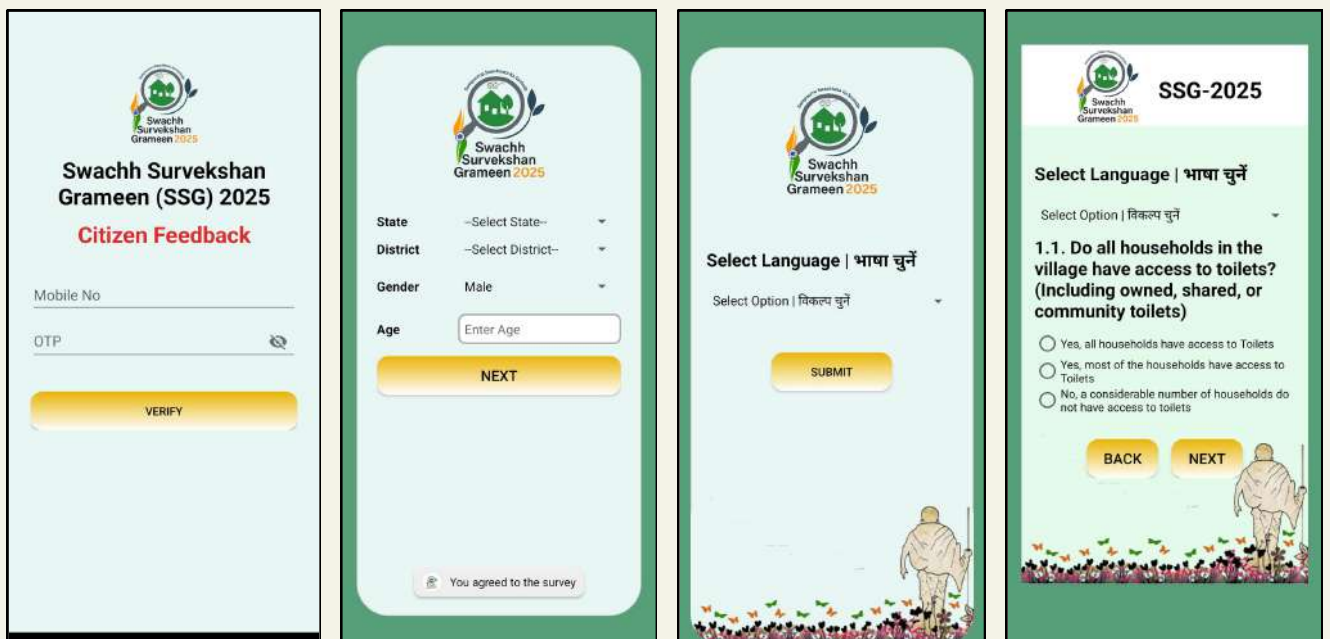 Swachh
Survekshan
Grameen 2025
Swachh Survekshan
Grameen (SSG) 2025
Citizen Feedback
Mobile No
OTP
VERIFY
Swachh
Survekshan
Grameen 2025
State --Select State--
District --Select District--
Gender Male
Age Enter Age
NEXT
You agreed to the survey
Swachh
Survekshan
Grameen 2025
Select Language | भाषा चुनें
Select Option | विकल्प चुनें
SUBMIT
Swachh
Survekshan
Grameen 2025
SSG-2025
Select Language | भाषा चुनें
Select Option | विकल्प चुनें
1.1. Do all households in the
village have access to toilets?
(Including owned, shared, or
community toilets)
Yes, all households have access to Toilets
Yes, most of the households have access to
Toilets
No, a considerable number of households do
not have access to toilets
BACK NEXT